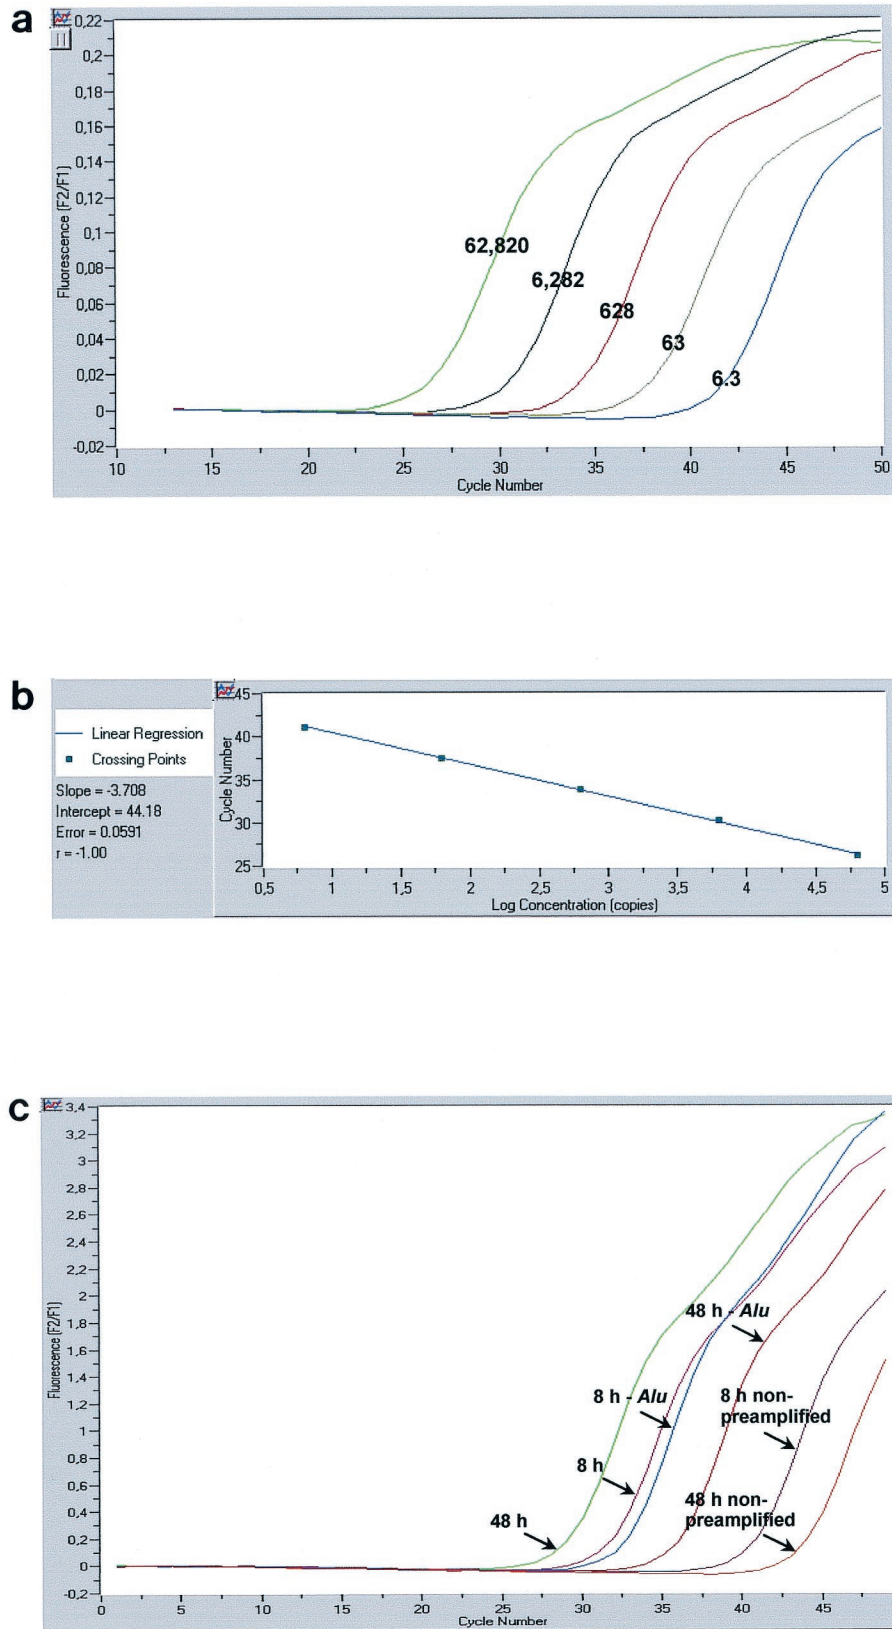 a
0,22
0,2
0,18
0,16
0,14
0,12
0,1
0,08
0,06
0,04
0,02
0
-0,02
Fluorescence (F2/F1)
62,820
6,282
628
63
6.3
10 15 20 25 30 35 40 45 50
Cycle Number
b
Linear Regression
Crossing Points
Slope = -3.708
Intercept = 44.18
Error = 0.0591
r = -1.00
45
40
35
30
25
Cycle Number
0,5 1 1,5 2 2,5 3 3,5 4 4,5 5
Log Concentration (copies)
c
3,4
3,2
3
2,8
2,6
2,4
2,2
2
1,8
1,6
1,4
1,2
1
0,8
0,6
0,4
0,2
0
-0,2
Fluorescence (F2/F1)
48 h - Alu
8 h - Alu
8 h non-
preamplified
8 h
48 h non-
preamplified
48 h
0 5 10 15 20 25 30 35 40 45
Cycle Number